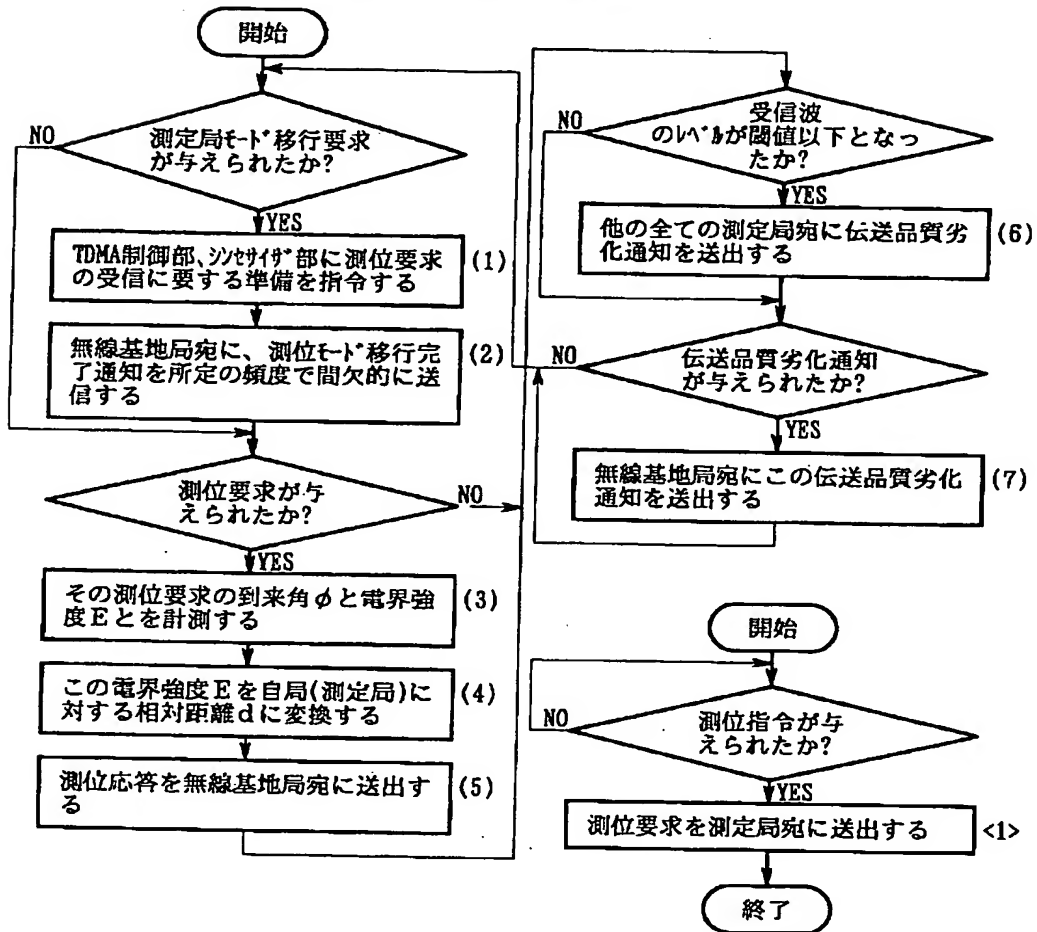 開始
測定局ﾓｰﾄﾞ移行要求
が与えられたか?
NO
YES
TDMA制御部、ｼﾝｾｻｲｻﾞ部に測位要求
の受信に要する準備を指令する
(1)
無線基地局宛に、測位ﾓｰﾄﾞ移行完
了通知を所定の頻度で間欠的に送
信する
(2)
測位要求が与
えられたか?
NO
YES
その測位要求の到来角φと電界強
度Eとを計測する
(3)
この電界強度Eを自局(測定局)に
対する相対距離dに変換する
(4)
測位応答を無線基地局宛に送出す
る
(5)
受信波
のﾚﾍﾞﾙが閾値以下となっ
たか?
NO
YES
他の全ての測定局宛に伝送品質劣
化通知を送出する
(6)
伝送品質劣化通知
が与えられたか?
NO
YES
無線基地局宛にこの伝送品質劣化
通知を送出する
(7)
開始
測位指令が与
えられたか?
NO
YES
測位要求を測定局宛に送出する
<1>
終了